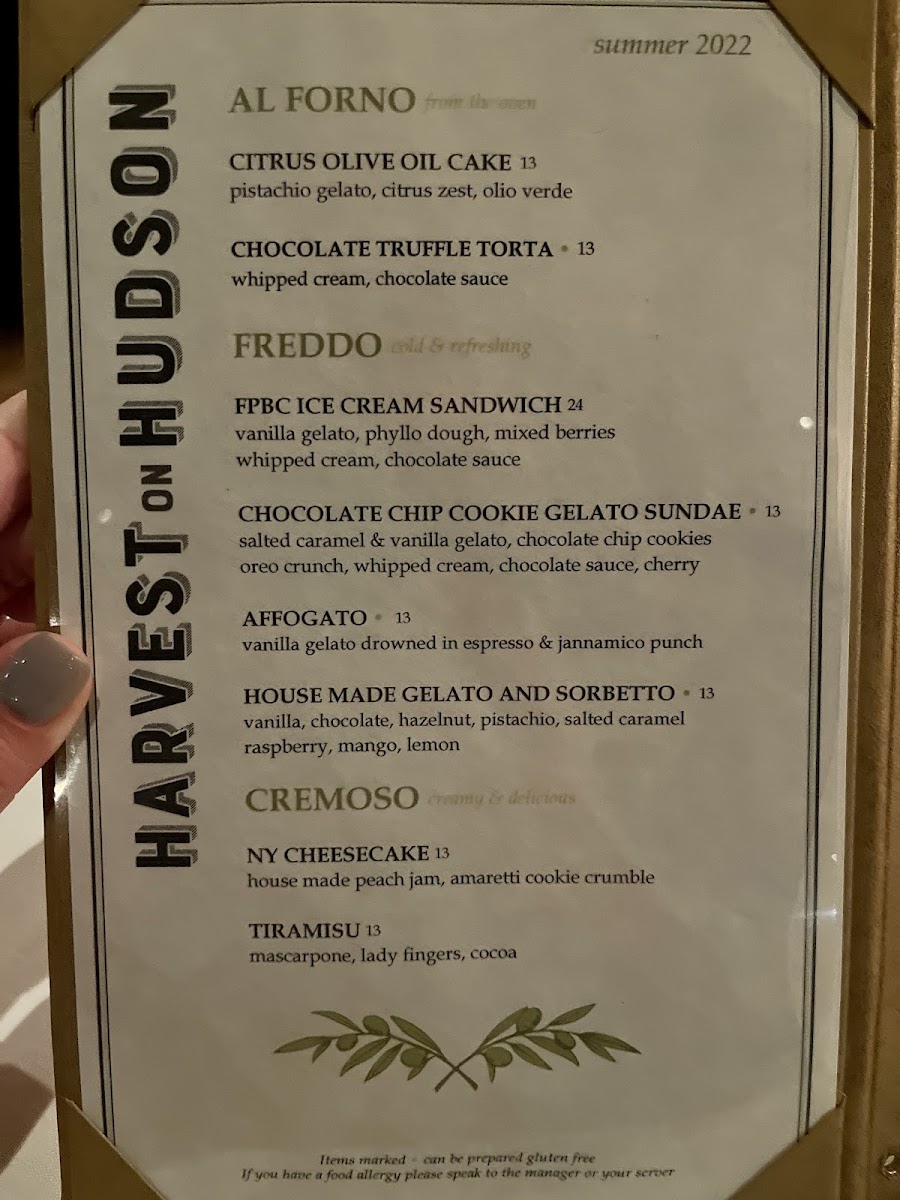 summer 2022
HARVEST ON HUDSON
AL FORNO from the oven
CITRUS OLIVE OIL CAKE 13
pistachio gelato, citrus zest, olio verde
CHOCOLATE TRUFFLE TORTA • 13
whipped cream, chocolate sauce
FREDDO cold & refreshing
FPBC ICE CREAM SANDWICH 24
vanilla gelato, phyllo dough, mixed berries
whipped cream, chocolate sauce
CHOCOLATE CHIP COOKIE GELATO SUNDAE • 13
salted caramel & vanilla gelato, chocolate chip cookies
oreo crunch, whipped cream, chocolate sauce, cherry
AFFOGATO • 13
vanilla gelato drowned in espresso & jannamico punch
HOUSE MADE GELATO AND SORBETTO • 13
vanilla, chocolate, hazelnut, pistachio, salted caramel
raspberry, mango, lemon
CREMOSO creamy & delicious
NY CHEESECAKE 13
house made peach jam, amaretti cookie crumble
TIRAMISU 13
mascarpone, lady fingers, cocoa
Items marked • can be prepared gluten free
If you have a food allergy please speak to the manager or your server